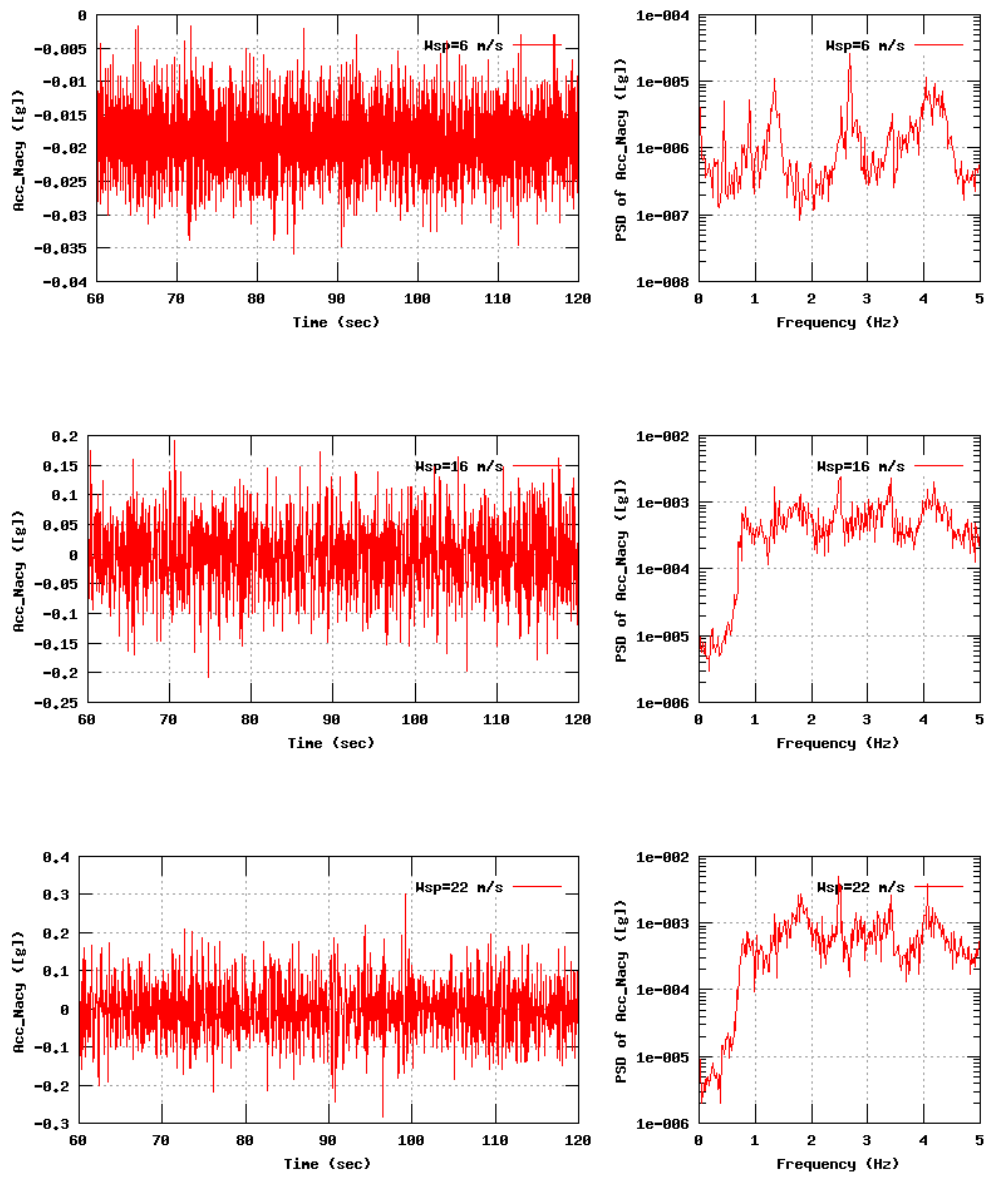 Acc_Nacy ([g])
0
-0.005
-0.01
-0.015
-0.02
-0.025
-0.03
-0.035
-0.04
Wsp=6 m/s
60 70 80 90 100 110 120
Time (sec)
PSD of Acc_Nacy ([g])
1e-004
1e-005
1e-006
1e-007
1e-008
Wsp=6 m/s
0 1 2 3 4 5
Frequency (Hz)
Acc_Nacy ([g])
0.2
0.15
0.1
0.05
0
-0.05
-0.1
-0.15
-0.2
-0.25
Wsp=16 m/s
60 70 80 90 100 110 120
Time (sec)
PSD of Acc_Nacy ([g])
1e-002
1e-003
1e-004
1e-005
1e-006
Wsp=16 m/s
0 1 2 3 4 5
Frequency (Hz)
Acc_Nacy ([g])
0.4
0.3
0.2
0.1
0
-0.1
-0.2
-0.3
Wsp=22 m/s
60 70 80 90 100 110 120
Time (sec)
PSD of Acc_Nacy ([g])
1e-002
1e-003
1e-004
1e-005
1e-006
Wsp=22 m/s
0 1 2 3 4 5
Frequency (Hz)